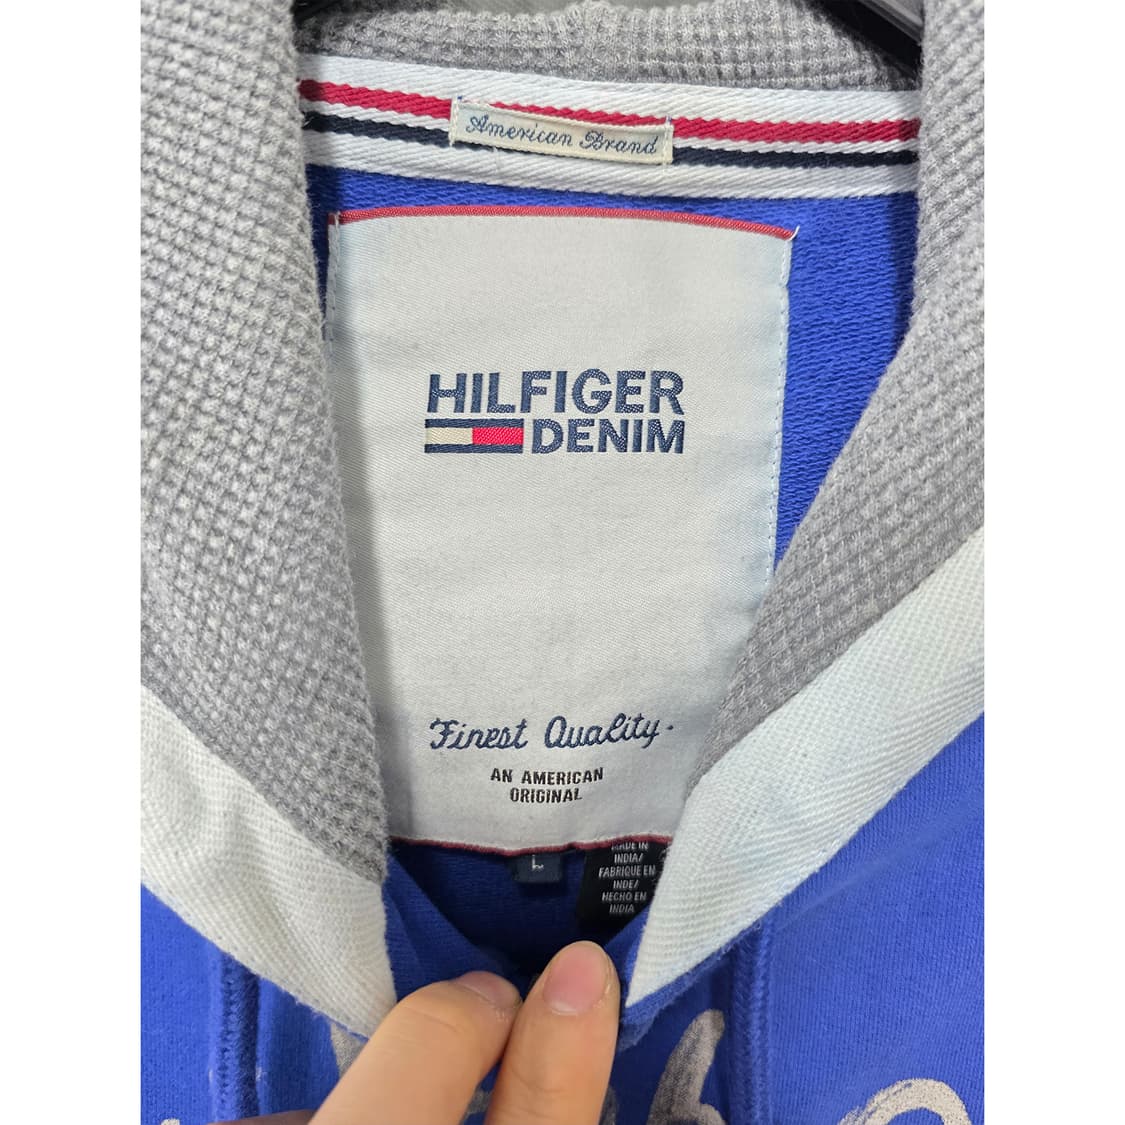 American Brand
HILFIGER
DENIM
Finest Quality.
AN AMERICAN
ORIGINAL
L
MADE IN
INDIA/
FABRIQUE EN
INDE/
HECHO EN
INDIA